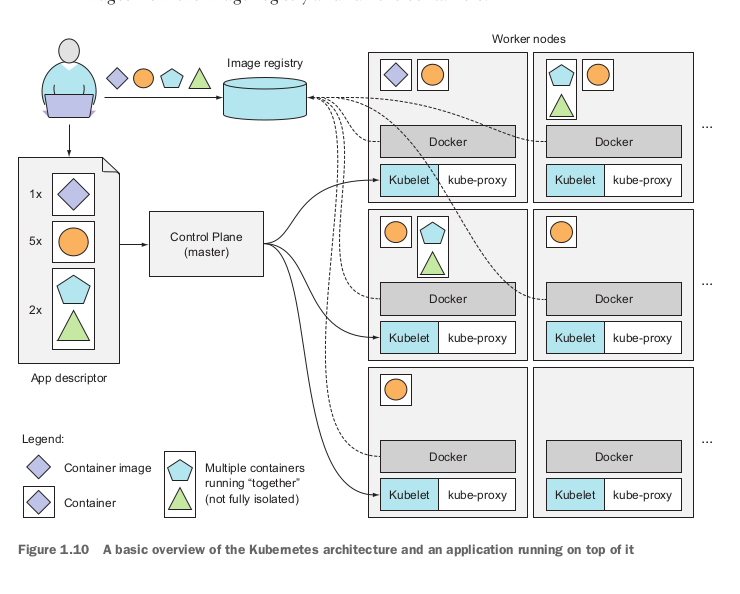 Worker nodes
Image registry
Docker
Kubelet
kube-proxy
Docker
Kubelet
kube-proxy
...
1x
5x
2x
App descriptor
Control Plane
(master)
Docker
Kubelet
kube-proxy
Docker
Kubelet
kube-proxy
...
Docker
Kubelet
kube-proxy
Docker
Kubelet
kube-proxy
...
Legend:
Container image
Container
Multiple containers
running “together”
(not fully isolated)
Figure 1.10 A basic overview of the Kubernetes architecture and an application running on top of it